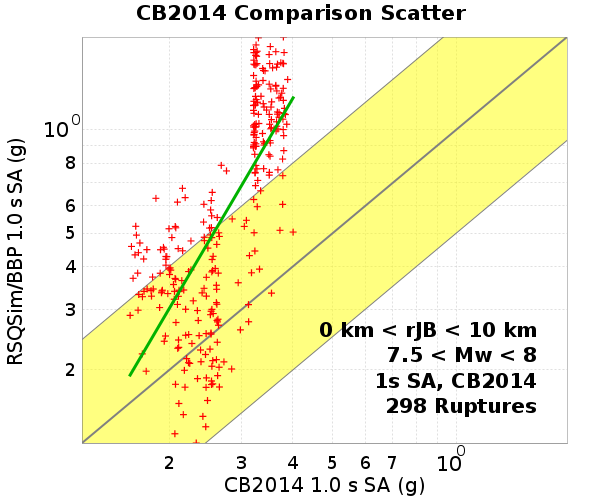 CB2014 Comparison Scatter
RSQSim/BBP 1.0 s SA (g)
10^0
8
6
5
4
3
2
0 km < rJB < 10 km
7.5 < Mw < 8
1s SA, CB2014
298 Ruptures
2 3 4 5 6 7 10^0
CB2014 1.0 s SA (g)